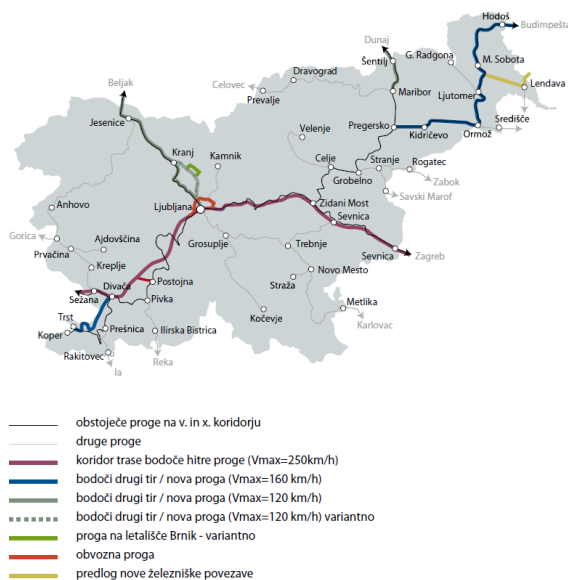 Hodoš
Budimpešta
Dunaj
Šentilj
G. Radgona
M. Sobota
Beljak
Celovec
Dravograd
Prevalje
Maribor
Ljutomer
Lendava
Jesenice
Velenje
Pregersko
Kidričevo
Ormož
Središče
Kranj
Kamnik
Celje
Stranje
Rogatec
Grobelno
Zabok
Savski Marof
Anhovo
Ljubljana
Zidani Most
Sevnica
Gorica
Ajdovščina
Grosuplje
Trebnje
Sevnica
Zagreb
Prvačina
Kreplje
Postojna
Novo Mesto
Straža
Divača
Sežana
Pivka
Metlika
Trst
Kočevje
Karlovac
Koper
Prešnica
Ilirska Bistrica
Rakitovec
Reka
obstoječe proge na v. in x. koridorju
druge proge
koridor trase bodoče hitre proge (Vmax=250km/h)
bodoči drugi tir / nova proga (Vmax=160 km/h)
bodoči drugi tir / nova proga (Vmax=120 km/h)
bodoči drugi tir / nova proga (Vmax=120 km/h) variantno
proga na letališče Brnik - variantno
obvozna proga
predlog nove železniške povezave